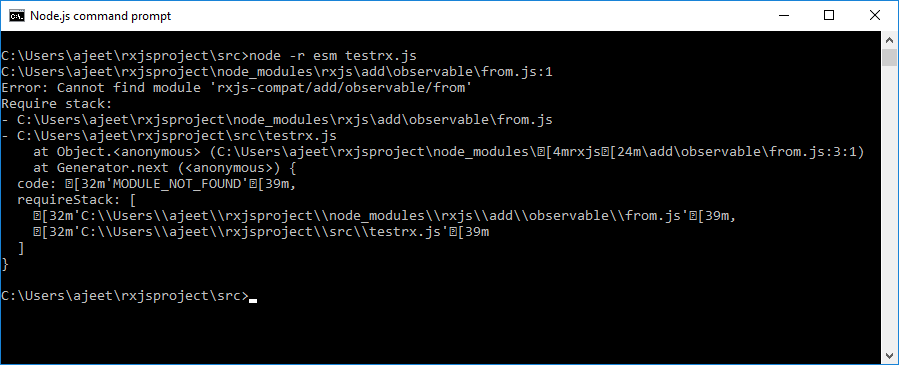 Node.js command prompt
C:\Users\ajeet\rxjsproject\src>node -r esm testrx.js
C:\Users\ajeet\rxjsproject\node_modules\rxjs\add\observable\from.js:1
Error: Cannot find module 'rxjs-compat/add/observable/from'
Require stack:
- C:\Users\ajeet\rxjsproject\node_modules\rxjs\add\observable\from.js
- C:\Users\ajeet\rxjsproject\src\testrx.js
    at Object.<anonymous> (C:\Users\ajeet\rxjsproject\node_modules\⍰[4mrxjs⍰[24m\add\observable\from.js:3:1)
    at Generator.next (<anonymous>) {
  code: ⍰[32m'MODULE_NOT_FOUND'⍰[39m,
  requireStack: [
    ⍰[32m'C:\\Users\\ajeet\\rxjsproject\\node_modules\\rxjs\\add\\observable\\from.js'⍰[39m,
    ⍰[32m'C:\\Users\\ajeet\\rxjsproject\\src\\testrx.js'⍰[39m
  ]
}
C:\Users\ajeet\rxjsproject\src>